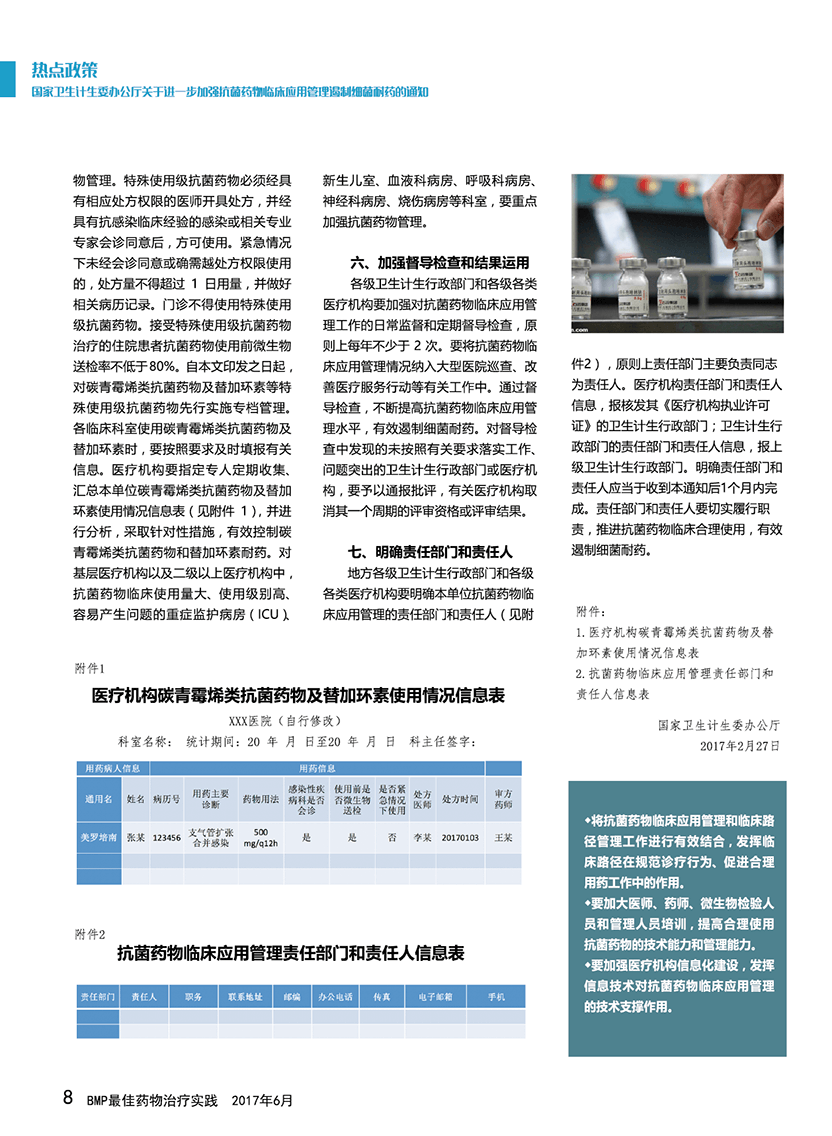 热点政策
国家卫生计生委办公厅关于进一步加强抗菌药物临床应用管理遏制细菌耐药的通知
物管理。特殊使用级抗菌药物必须经具
有相应处方权限的医师开具处方，并经
具有抗感染临床经验的感染或相关专业
专家会诊同意后，方可使用。紧急情况
下未经会诊同意或确需越处方权限使用
的，处方量不得超过 1 日用量，并做好
相关病历记录。门诊不得使用特殊使用
级抗菌药物。接受特殊使用级抗菌药物
治疗的住院患者抗菌药物使用前微生物
送检率不低于80%。自本文印发之日起，
对碳青霉烯类抗菌药物及替加环素等特
殊使用级抗菌药物先行实施专档管理。
各临床科室使用碳青霉烯类抗菌药物及
替加环素时，要按照要求及时填报有关
信息。医疗机构要指定专人定期收集、
汇总本单位碳青霉烯类抗菌药物及替加
环素使用情况信息表（见附件 1），并进
行分析，采取针对性措施，有效控制碳
青霉烯类抗菌药物和替加环素耐药。对
基层医疗机构以及二级以上医疗机构中，
抗菌药物临床使用量大、使用级别高、
容易产生问题的重症监护病房（ICU）、
新生儿室、血液科病房、呼吸科病房、
神经科病房、烧伤病房等科室，要重点
加强抗菌药物管理。
六、加强督导检查和结果运用
各级卫生计生行政部门和各级各类
医疗机构要加强对抗菌药物临床应用管
理工作的日常监督和定期督导检查，原
则上每年不少于 2 次。要将抗菌药物临
床应用管理情况纳入大型医院巡查、改
善医疗服务行动等有关工作中。通过督
导检查，不断提高抗菌药物临床应用管
理水平，有效遏制细菌耐药。对督导检
查中发现的未按照有关要求落实工作、
问题突出的卫生计生行政部门或医疗机
构，要予以通报批评，有关医疗机构取
消其一个周期的评审资格或评审结果。
七、明确责任部门和责任人
地方各级卫生计生行政部门和各级
各类医疗机构要明确本单位抗菌药物临
床应用管理的责任部门和责任人（见附
件2），原则上责任部门主要负责同志
为责任人。医疗机构责任部门和责任人
信息，报核发其《医疗机构执业许可
证》的卫生计生行政部门；卫生计生行
政部门的责任部门和责任人信息，报上
级卫生计生行政部门。明确责任部门和
责任人应当于收到本通知后1个月内完
成。责任部门和责任人要切实履行职
责，推进抗菌药物临床合理使用，有效
遏制细菌耐药。
附件：
1.医疗机构碳青霉烯类抗菌药物及替
加环素使用情况信息表
2.抗菌药物临床应用管理责任部门和
责任人信息表
国家卫生计生委办公厅
2017年2月27日
附件1
医疗机构碳青霉烯类抗菌药物及替加环素使用情况信息表
XXX医院（自行修改）
科室名称： 统计期间：20 年 月 日至20 年 月 日 科主任签字：
用药病人信息 用药信息
通用名 姓名 病历号 用药主要诊断 药物用法 感染性疾病科是否会诊 使用前是否微生物送检 是否紧急情况下使用 处方医师 处方时间 审方药师
美罗培南 张某 123456 支气管扩张合并感染 500 mg/q12h 是 是 否 李某 20170103 王某
附件2
抗菌药物临床应用管理责任部门和责任人信息表
责任部门 责任人 职务 联系地址 邮编 办公电话 传真 电子邮箱 手机
◆将抗菌药物临床应用管理和临床路
径管理工作进行有效结合，发挥临
床路径在规范诊疗行为、促进合理
用药工作中的作用。
◆要加大医师、药师、微生物检验人
员和管理人员培训，提高合理使用
抗菌药物的技术能力和管理能力。
◆要加强医疗机构信息化建设，发挥
信息技术对抗菌药物临床应用管理
的技术支撑作用。
8 BMP最佳药物治疗实践 2017年6月